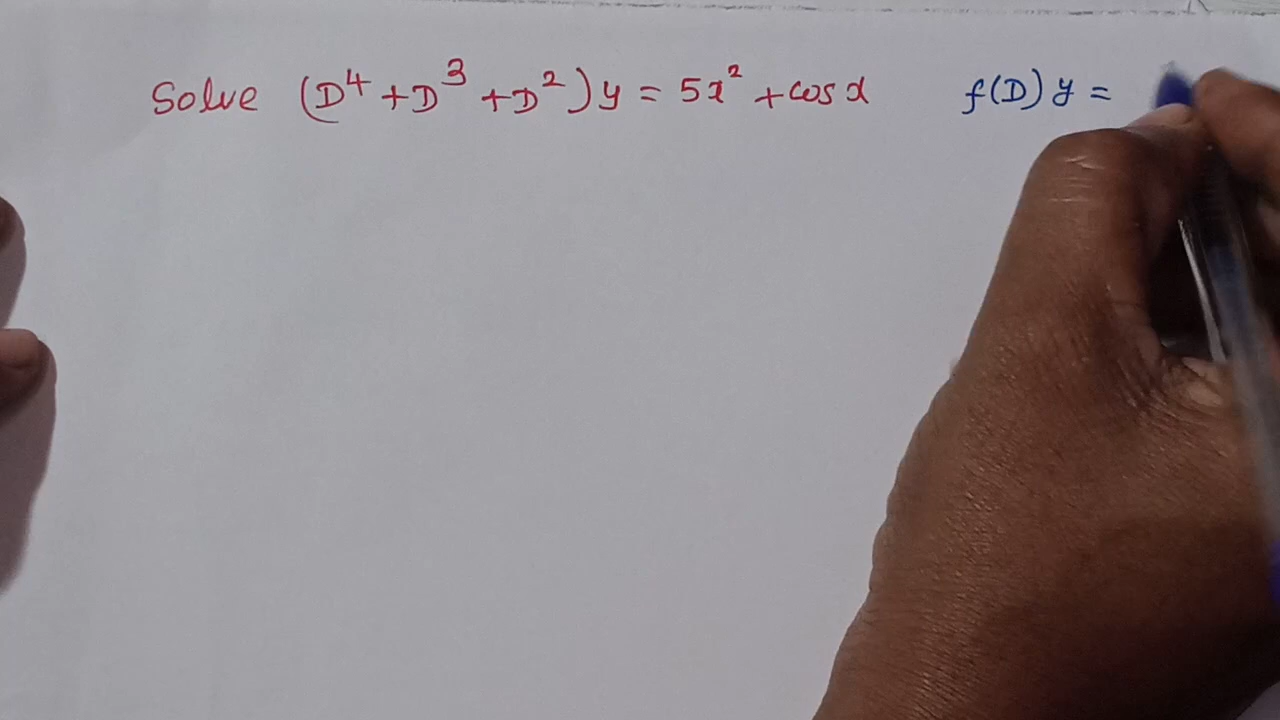 Solve (D⁴ + D³ + D²) y = 5x² + cos x f(D) y =